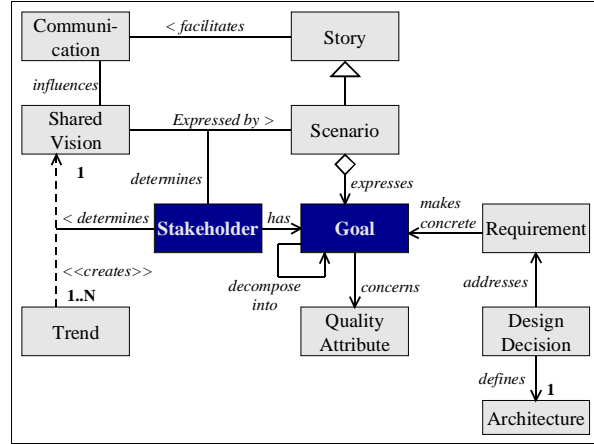 Communi-
cation
< facilitates
Story
influences
Shared
Vision
Expressed by >
Scenario
1
determines
expresses
< determines
Stakeholder
has
Goal
makes
concrete
Requirement
<<creates>>
decompose
into
concerns
addresses
1..N
Trend
Quality
Attribute
Design
Decision
defines
1
Architecture